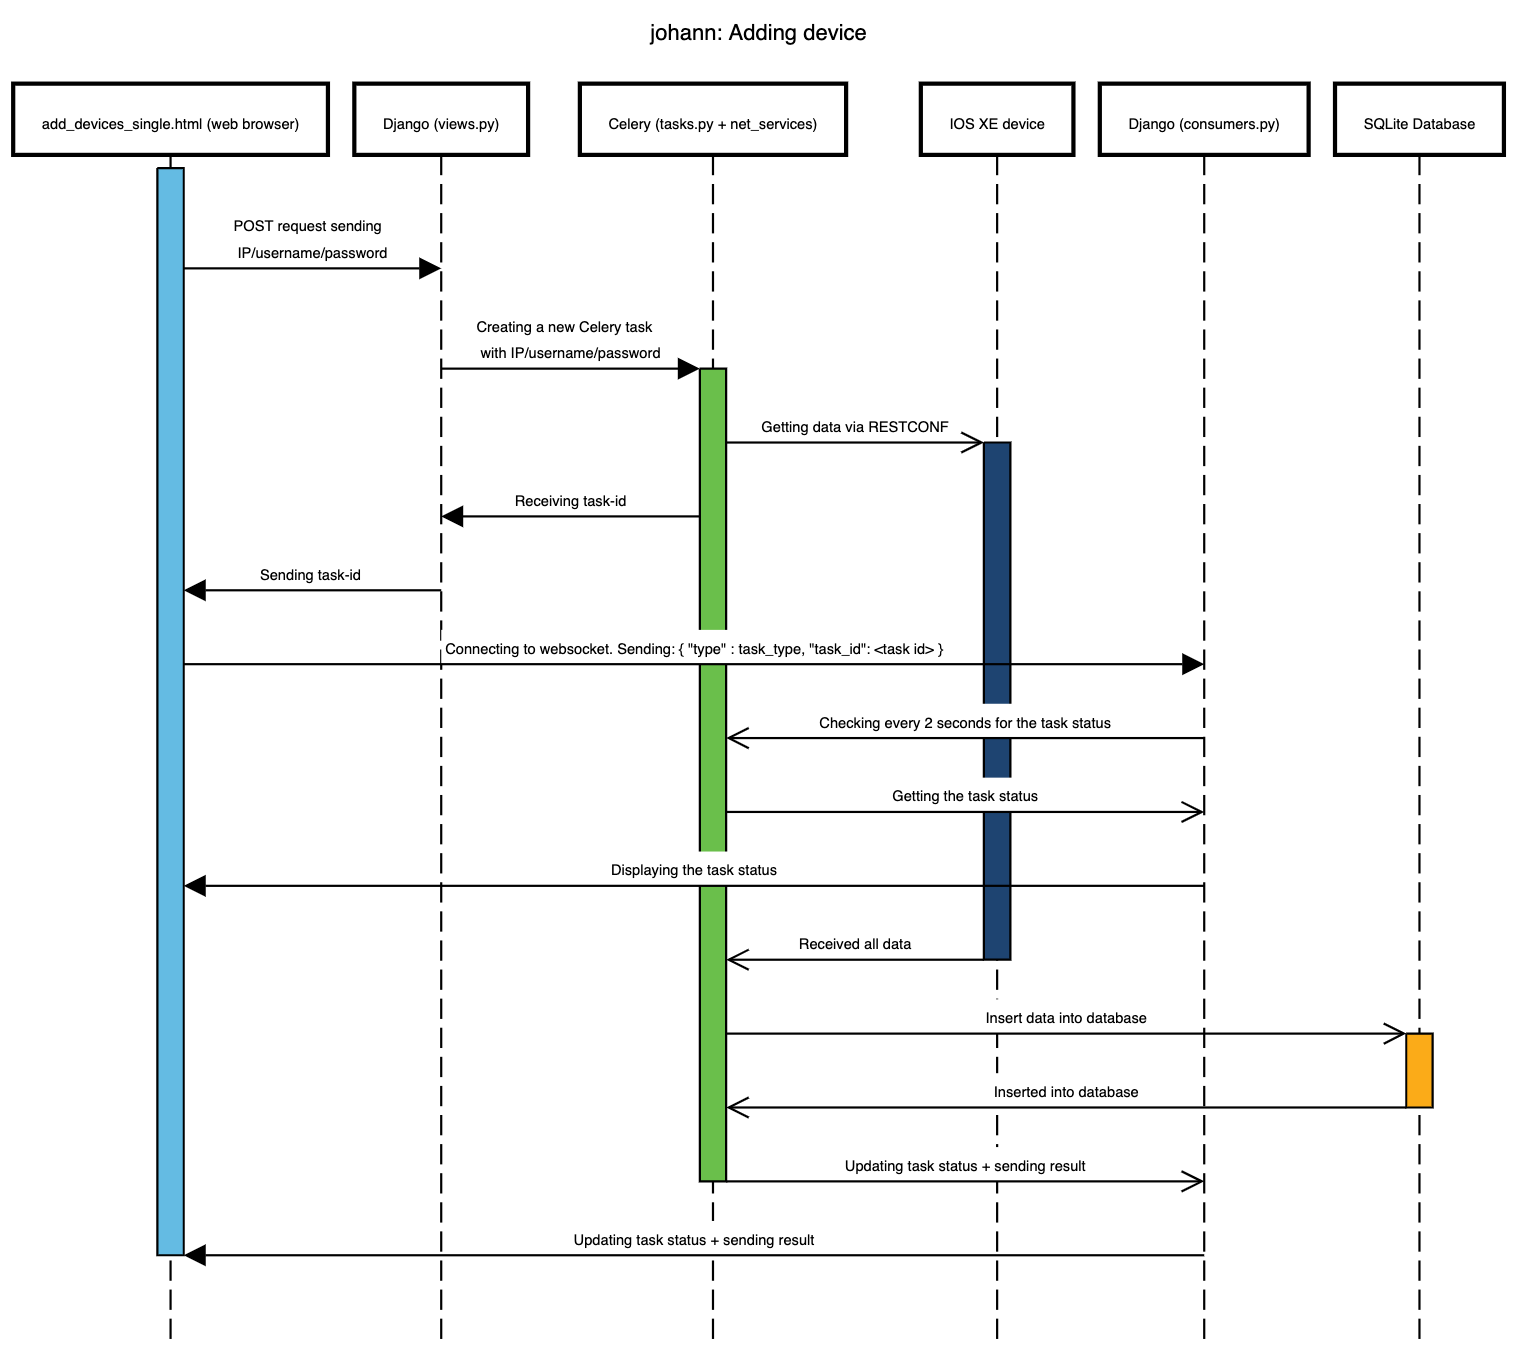 johann: Adding device
add_devices_single.html (web browser)
Django (views.py)
Celery (tasks.py + net_services)
IOS XE device
Django (consumers.py)
SQLite Database
POST request sending
IP/username/password
Creating a new Celery task
with IP/username/password
Getting data via RESTCONF
Receiving task-id
Sending task-id
Connecting to websocket. Sending: { "type" : task_type, "task_id": <task id> }
Checking every 2 seconds for the task status
Getting the task status
Displaying the task status
Received all data
Insert data into database
Inserted into database
Updating task status + sending result
Updating task status + sending result